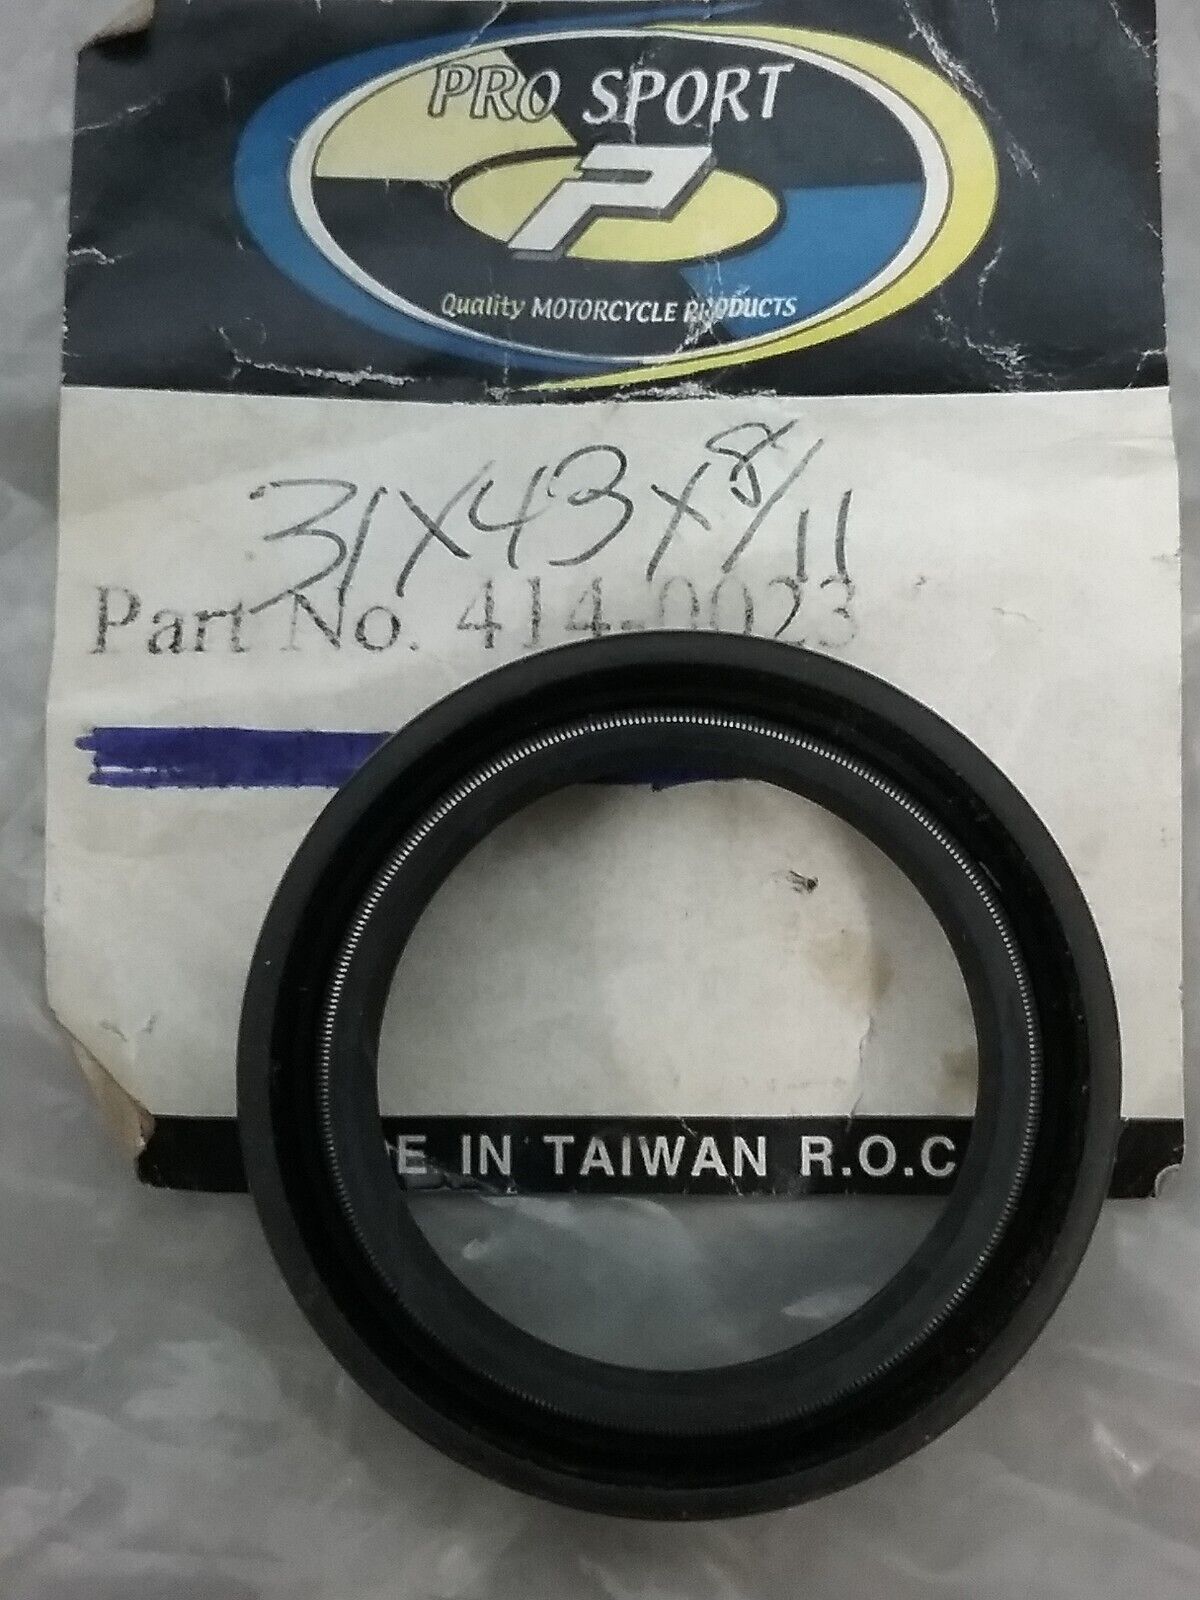 PRO SPORT
P
Quality MOTORCYCLE PRODUCTS
31X43X8/11
Part No. 414-0023
E IN TAIWAN R.O.C